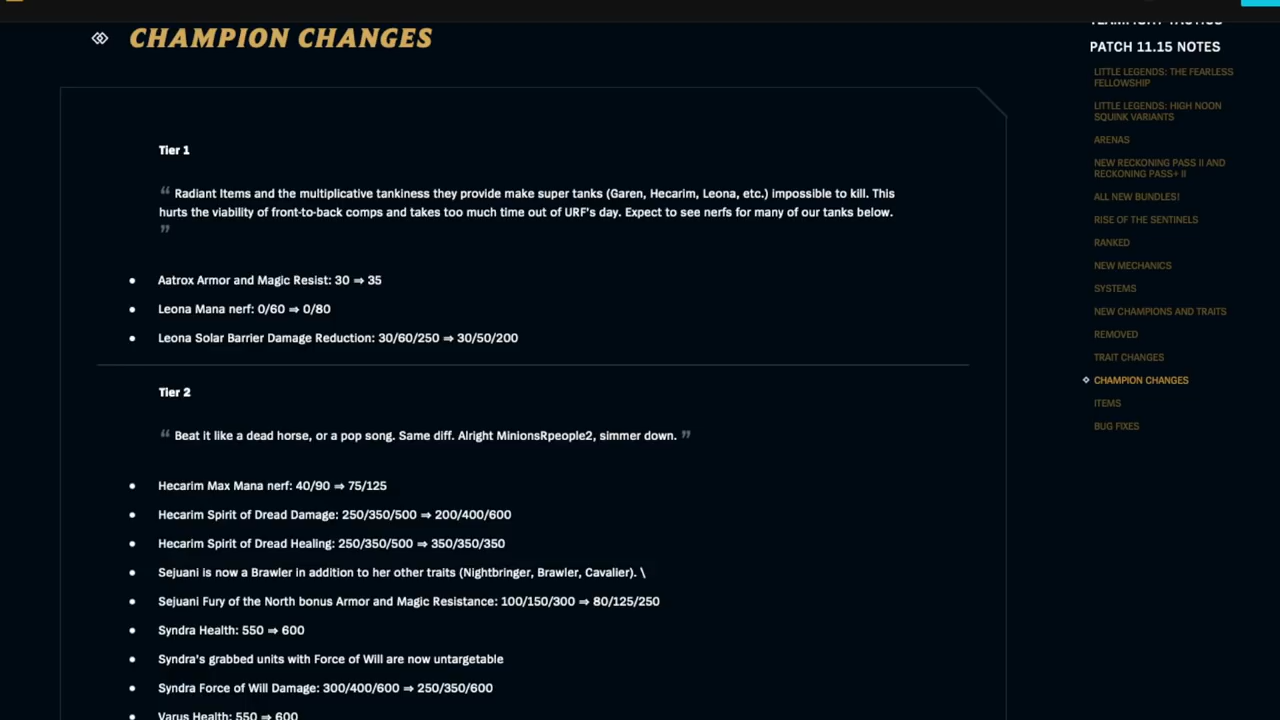 CHAMPION CHANGES
Tier 1
“ Radiant Items and the multiplicative tankiness they provide make super tanks (Garen, Hecarim, Leona, etc.) impossible to kill. This
hurts the viability of front-to-back comps and takes too much time out of URF's day. Expect to see nerfs for many of our tanks below.
”
• Aatrox Armor and Magic Resist: 30 ⇒ 35
• Leona Mana nerf: 0/60 ⇒ 0/80
• Leona Solar Barrier Damage Reduction: 30/60/250 ⇒ 30/50/200
Tier 2
“ Beat it like a dead horse, or a pop song. Same diff. Alright MinionsRpeople2, simmer down. ”
• Hecarim Max Mana nerf: 40/90 ⇒ 75/125
• Hecarim Spirit of Dread Damage: 250/350/500 ⇒ 200/400/600
• Hecarim Spirit of Dread Healing: 250/350/500 ⇒ 350/350/350
• Sejuani is now a Brawler in addition to her other traits (Nightbringer, Brawler, Cavalier). \
• Sejuani Fury of the North bonus Armor and Magic Resistance: 100/150/300 ⇒ 80/125/250
• Syndra Health: 550 ⇒ 600
• Syndra's grabbed units with Force of Will are now untargetable
• Syndra Force of Will Damage: 300/400/600 ⇒ 250/350/600
• Varus Health: 550 ⇒ 600
TEAMFIGHT TACTICS
PATCH 11.15 NOTES
LITTLE LEGENDS: THE FEARLESS
FELLOWSHIP
LITTLE LEGENDS: HIGH NOON
SQUINK VARIANTS
ARENAS
NEW RECKONING PASS II AND
RECKONING PASS+ II
ALL NEW BUNDLES!
RISE OF THE SENTINELS
RANKED
NEW MECHANICS
SYSTEMS
NEW CHAMPIONS AND TRAITS
REMOVED
TRAIT CHANGES
CHAMPION CHANGES
ITEMS
BUG FIXES